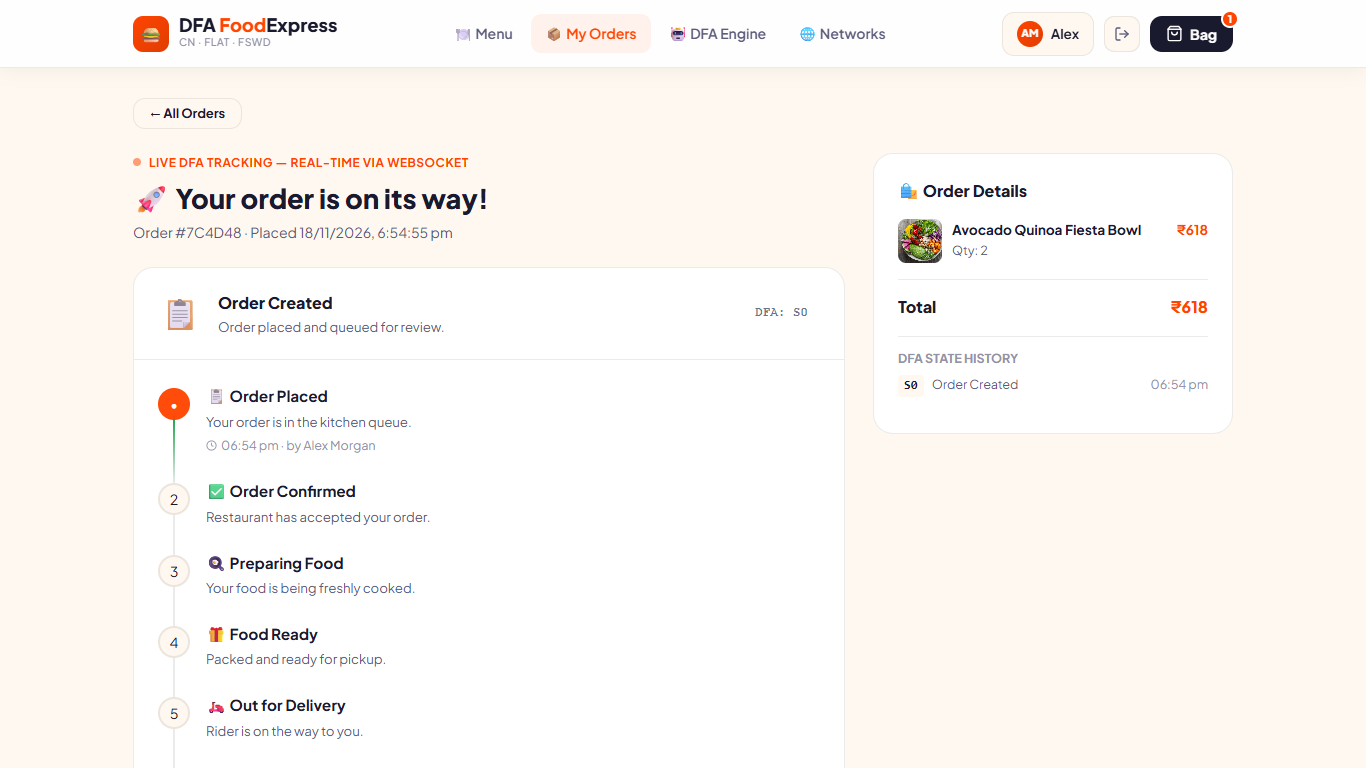 DFA FoodExpress
CN · FLAT · FSWD
Menu
My Orders
DFA Engine
Networks
AM Alex
Bag
1
← All Orders
LIVE DFA TRACKING — REAL-TIME VIA WEBSOCKET
Your order is on its way!
Order #7C4D48 · Placed 18/11/2026, 6:54:55 pm
Order Created
Order placed and queued for review.
DFA: S0
Order Placed
Your order is in the kitchen queue.
06:54 pm · by Alex Morgan
2
Order Confirmed
Restaurant has accepted your order.
3
Preparing Food
Your food is being freshly cooked.
4
Food Ready
Packed and ready for pickup.
5
Out for Delivery
Rider is on the way to you.
Order Details
Avocado Quinoa Fiesta Bowl ₹618
Qty: 2
Total ₹618
DFA STATE HISTORY
S0 Order Created 06:54 pm